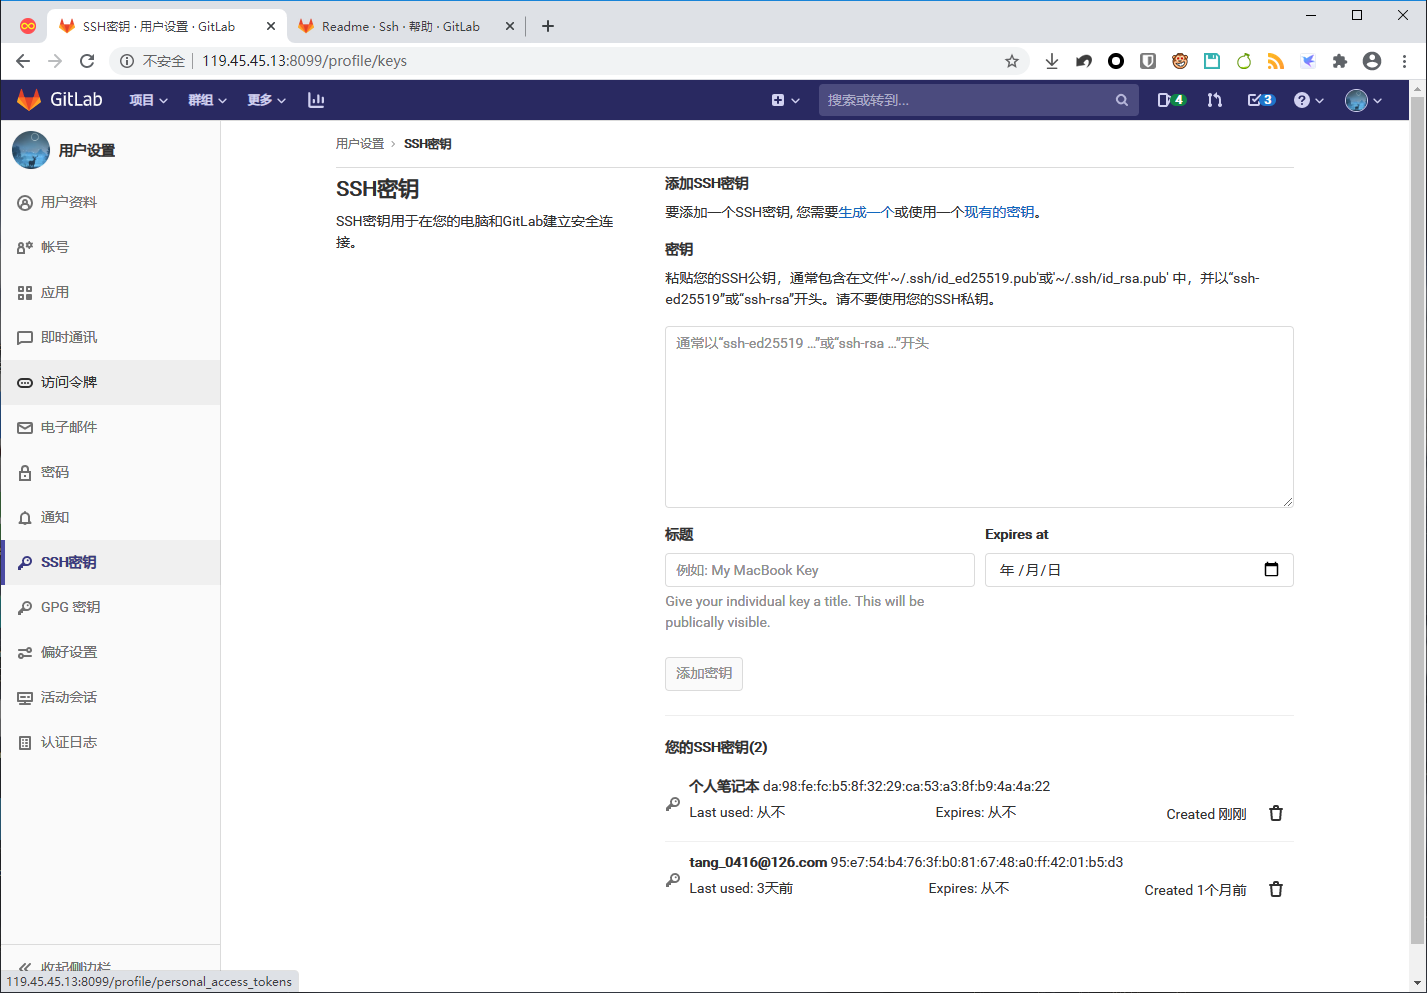 SSH密钥 · 用户设置 · GitLab
Readme · Ssh · 帮助 · GitLab
不安全
119.45.45.13:8099/profile/keys
GitLab
项目
群组
更多
搜索或转到...
4
3
用户设置
用户资料
帐号
应用
即时通讯
访问令牌
电子邮件
密码
通知
SSH密钥
GPG 密钥
偏好设置
活动会话
认证日志
收起侧边栏
119.45.45.13:8099/profile/personal_access_tokens
用户设置 › SSH密钥
SSH密钥
SSH密钥用于在您的电脑和GitLab建立安全连
接。
添加SSH密钥
要添加一个SSH密钥, 您需要生成一个或使用一个现有的密钥。
密钥
粘贴您的SSH公钥，通常包含在文件'~/.ssh/id_ed25519.pub'或'~/.ssh/id_rsa.pub' 中，并以“ssh-
ed25519”或“ssh-rsa”开头。请不要使用您的SSH私钥。
通常以“ssh-ed25519 …”或“ssh-rsa …”开头
标题
Expires at
例如: My MacBook Key
年 /月/日
Give your individual key a title. This will be
publically visible.
添加密钥
您的SSH密钥(2)
个人笔记本 da:98:fe:fc:b5:8f:32:29:ca:53:a3:8f:b9:4a:4a:22
Last used: 从不
Expires: 从不
Created 刚刚
tang_0416@126.com 95:e7:54:b4:76:3f:b0:81:67:48:a0:ff:42:01:b5:d3
Last used: 3天前
Expires: 从不
Created 1个月前